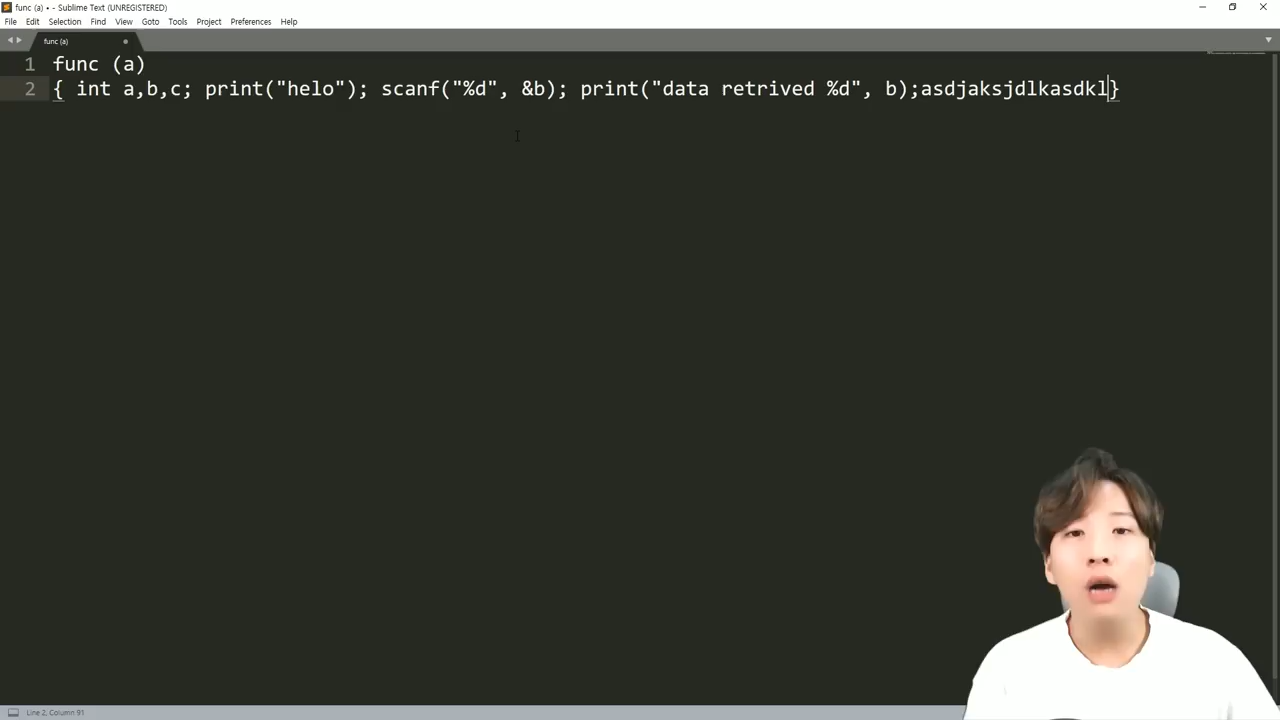 func (a) • - Sublime Text (UNREGISTERED)
File Edit Selection Find View Goto Tools Project Preferences Help
func (a)
1 func (a)
2 { int a,b,c; print("helo"); scanf("%d", &b); print("data retrived %d", b);asdjaksjdlkasdkl}
Line 2, Column 91